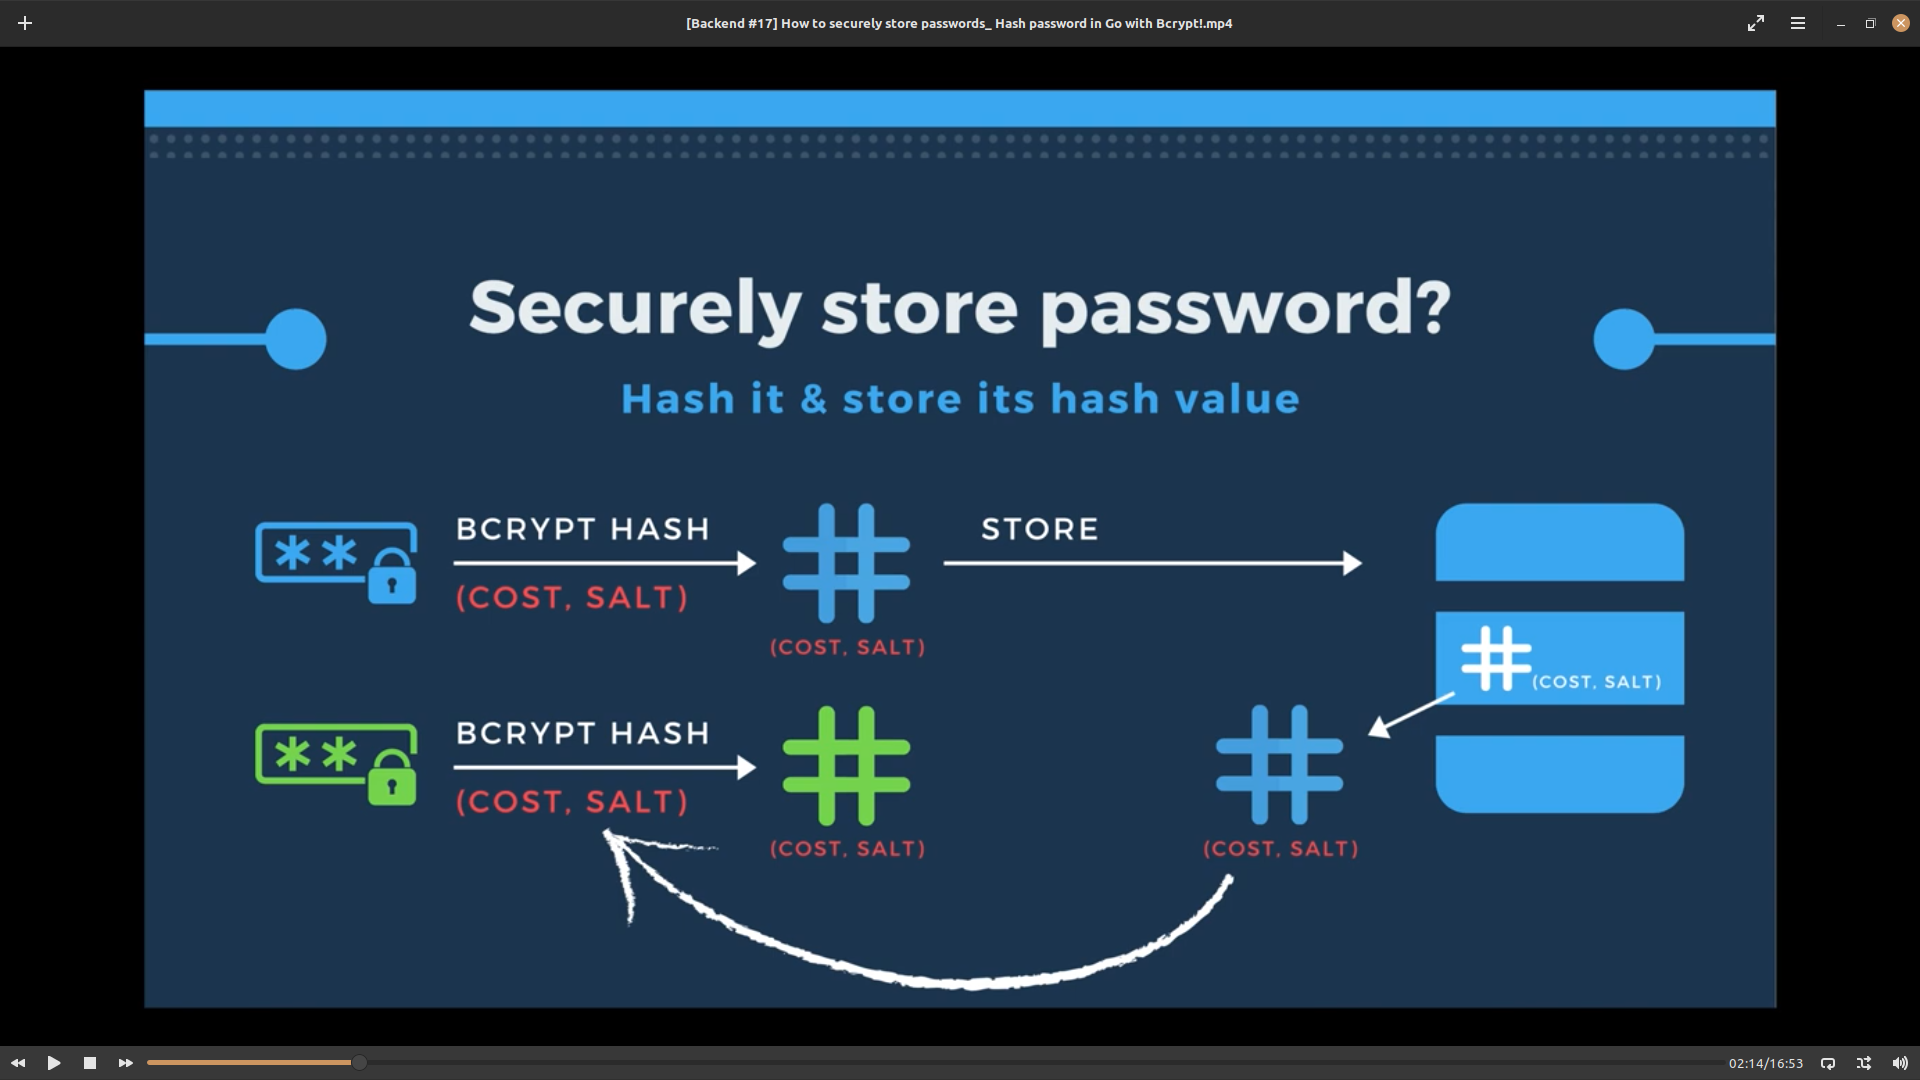 [Backend #17] How to securely store passwords_ Hash password in Go with Bcrypt!.mp4
Securely store password?
Hash it & store its hash value
BCRYPT HASH
(COST, SALT)
(COST, SALT)
STORE
(COST, SALT)
BCRYPT HASH
(COST, SALT)
(COST, SALT)
(COST, SALT)
02:14/16:53